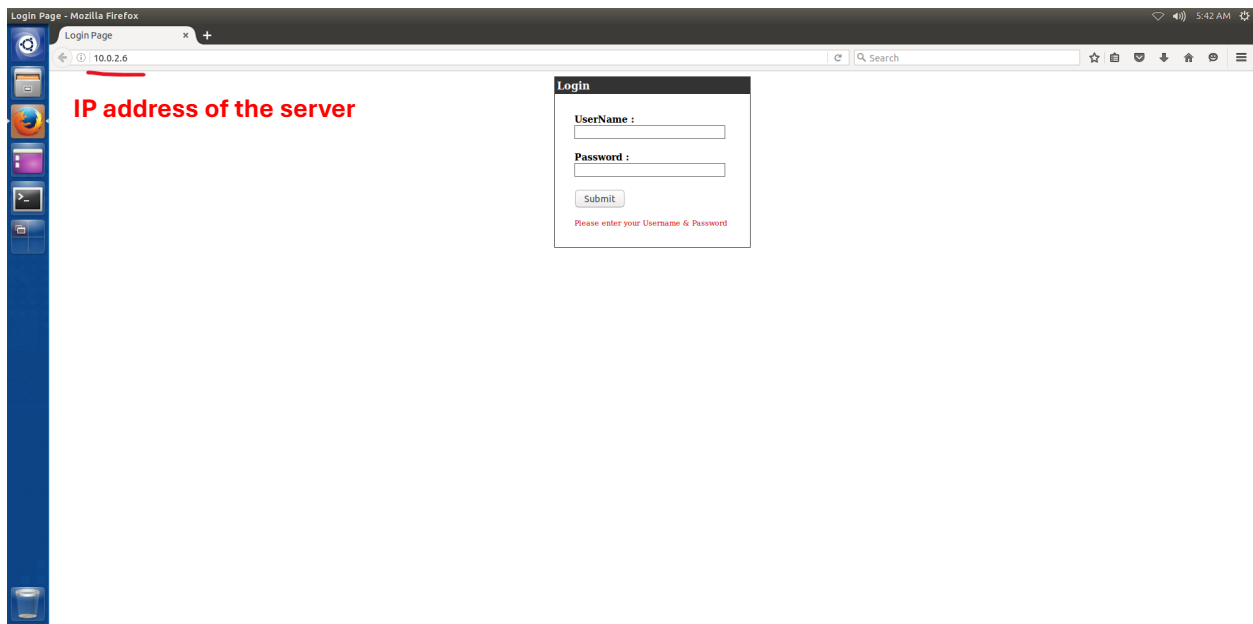 Login Page - Mozilla Firefox
5:42 AM
Login Page × +
10.0.2.6
Search
IP address of the server
Login
UserName :
Password :
Submit
Please enter your Username & Password